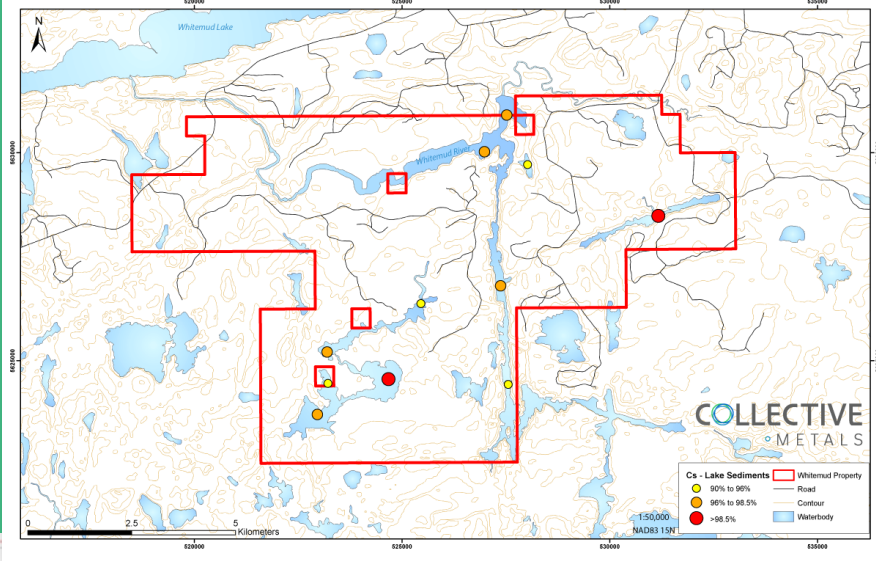 520000
525000
530000
535000
N
Whitemud Lake
5630000
Whitemud River
COLLECTIVE
METALS
Cs - Lake Sediments
90% to 96%
96% to 98.5%
>98.5%
Whitemud Property
Road
Contour
Waterbody
0 2.5 5
Kilometers
1:50,000
NAD83 15N
520000
525000
530000
535000